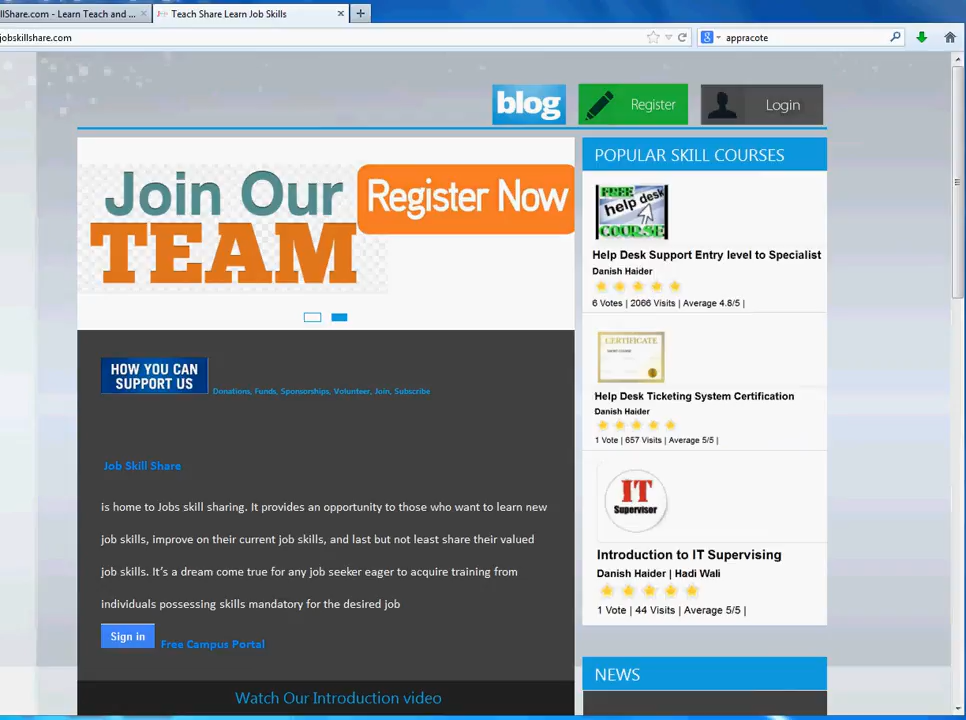 llShare.com - Learn Teach and ...
Teach Share Learn Job Skills
jobskillshare.com
appracote
blog
Register
Login
Join Our
TEAM
Register Now
HOW YOU CAN
SUPPORT US
Donations, Funds, Sponsorships, Volunteer, Join, Subscribe
Job Skill Share
is home to Jobs skill sharing. It provides an opportunity to those who want to learn new
job skills, improve on their current job skills, and last but not least share their valued
job skills. It's a dream come true for any job seeker eager to acquire training from
individuals possessing skills mandatory for the desired job
Sign in
Free Campus Portal
Watch Our Introduction video
POPULAR SKILL COURSES
FREE
help desk
COURSE
Help Desk Support Entry level to Specialist
Danish Haider
6 Votes | 2066 Visits | Average 4.8/5 |
CERTIFICATE
Help Desk Ticketing System Certification
Danish Haider
1 Vote | 657 Visits | Average 5/5 |
IT
Supervisor
Introduction to IT Supervising
Danish Haider | Hadi Wali
1 Vote | 44 Visits | Average 5/5 |
NEWS